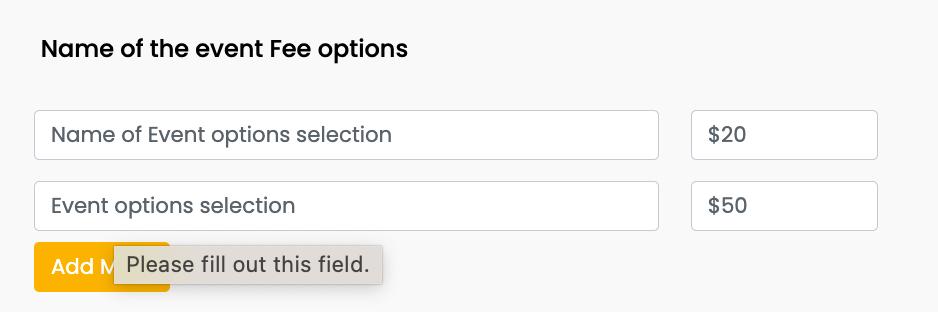 Name of the event Fee options
Name of Event options selection $20
Event options selection $50
Add
Please fill out this field.